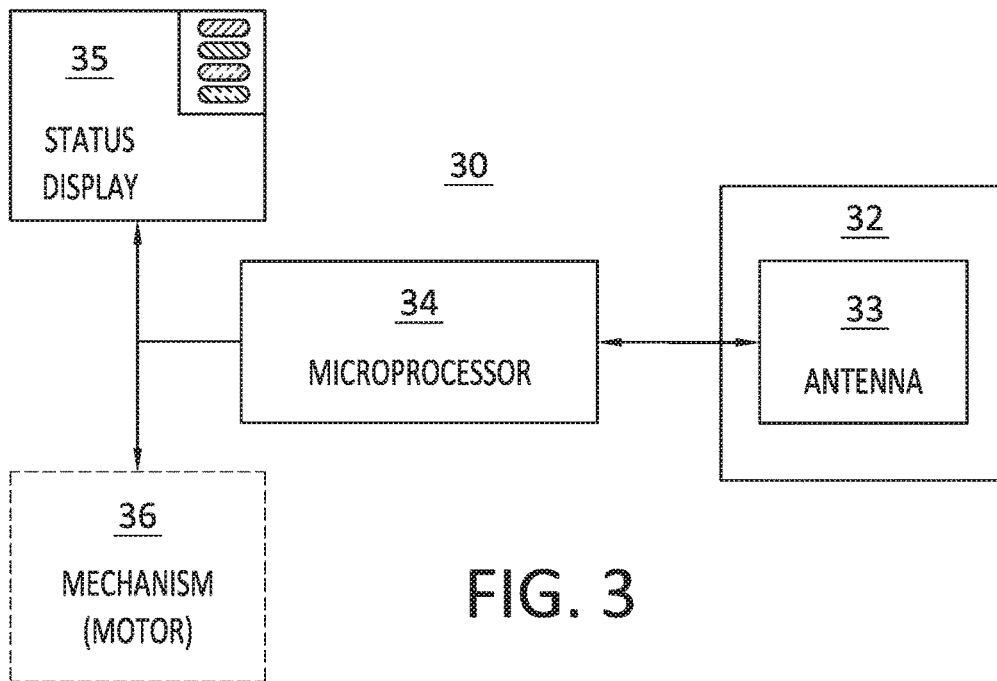 35
STATUS
DISPLAY
30
32
34
MICROPROCESSOR
33
ANTENNA
36
MECHANISM
(MOTOR)
FIG. 3